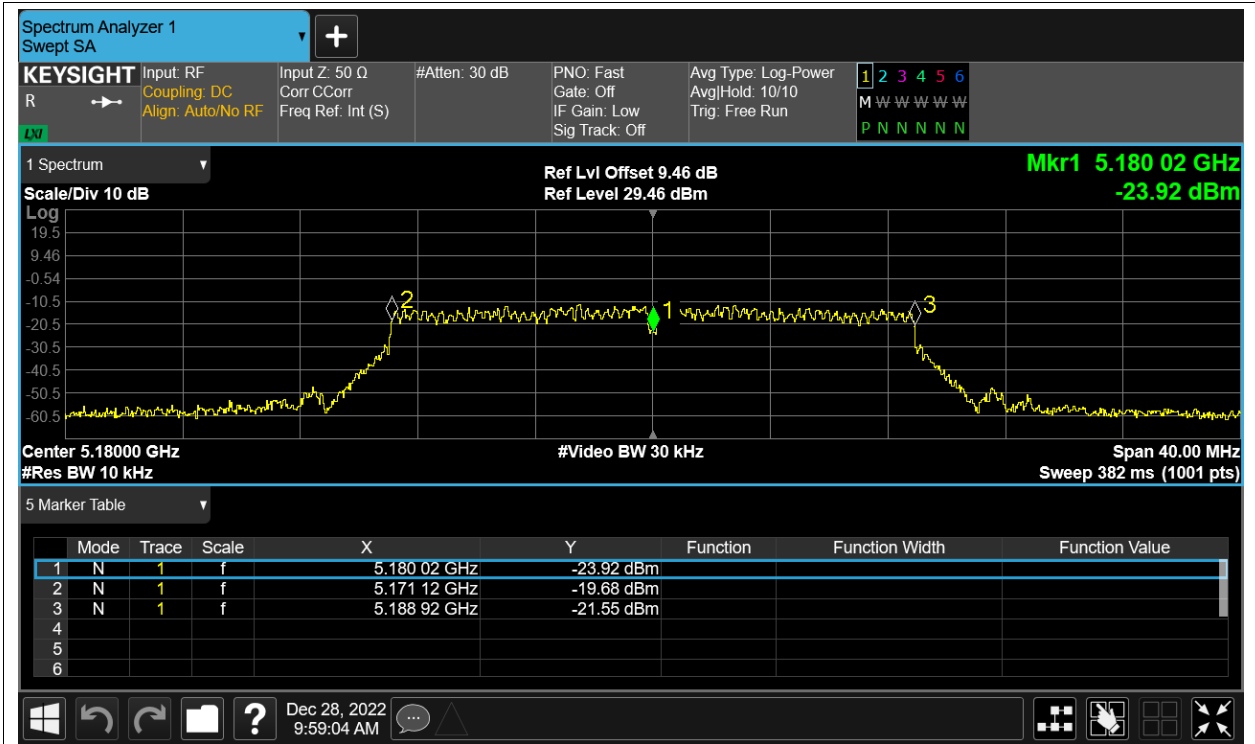 Spectrum Analyzer 1
Swept SA
KEYSIGHT
R
LXI
Input: RF
Coupling: DC
Align: Auto/No RF
Input Z: 50 Ω
Corr CCorr
Freq Ref: Int (S)
#Atten: 30 dB
PNO: Fast
Gate: Off
IF Gain: Low
Sig Track: Off
Avg Type: Log-Power
Avg|Hold: 10/10
Trig: Free Run
1 2 3 4 5 6
M W W W W W
P N N N N N
1 Spectrum
Scale/Div 10 dB
Ref Lvl Offset 9.46 dB
Ref Level 29.46 dBm
Mkr1 5.180 02 GHz
-23.92 dBm
Log
19.5
9.46
-0.54
-10.5
-20.5
-30.5
-40.5
-50.5
-60.5
2
1
3
Center 5.18000 GHz
#Video BW 30 kHz
Span 40.00 MHz
#Res BW 10 kHz
Sweep 382 ms (1001 pts)
5 Marker Table
Mode Trace Scale X Y Function Function Width Function Value
1 N 1 f 5.180 02 GHz -23.92 dBm
2 N 1 f 5.171 12 GHz -19.68 dBm
3 N 1 f 5.188 92 GHz -21.55 dBm
4
5
6
?
Dec 28, 2022
9:59:04 AM